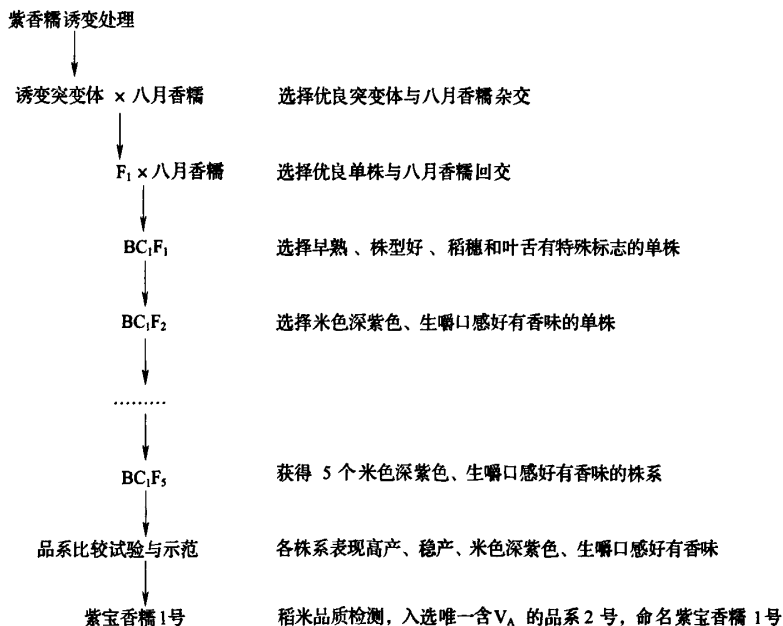 紫香糯诱变处理
诱变突变体 × 八月香糯 选择优良突变体与八月香糯杂交
F₁ × 八月香糯 选择优良单株与八月香糯回交
BC₁F₁ 选择早熟、株型好、稻穗和叶舌有特殊标志的单株
BC₁F₂ 选择米色深紫色、生嚼口感好有香味的单株
………
BC₁F₅ 获得 5 个米色深紫色、生嚼口感好有香味的株系
品系比较试验与示范 各株系表现高产、稳产、米色深紫色、生嚼口感好有香味
紫宝香糯1号 稻米品质检测，入选唯一含V_A 的品系2号，命名紫宝香糯1号